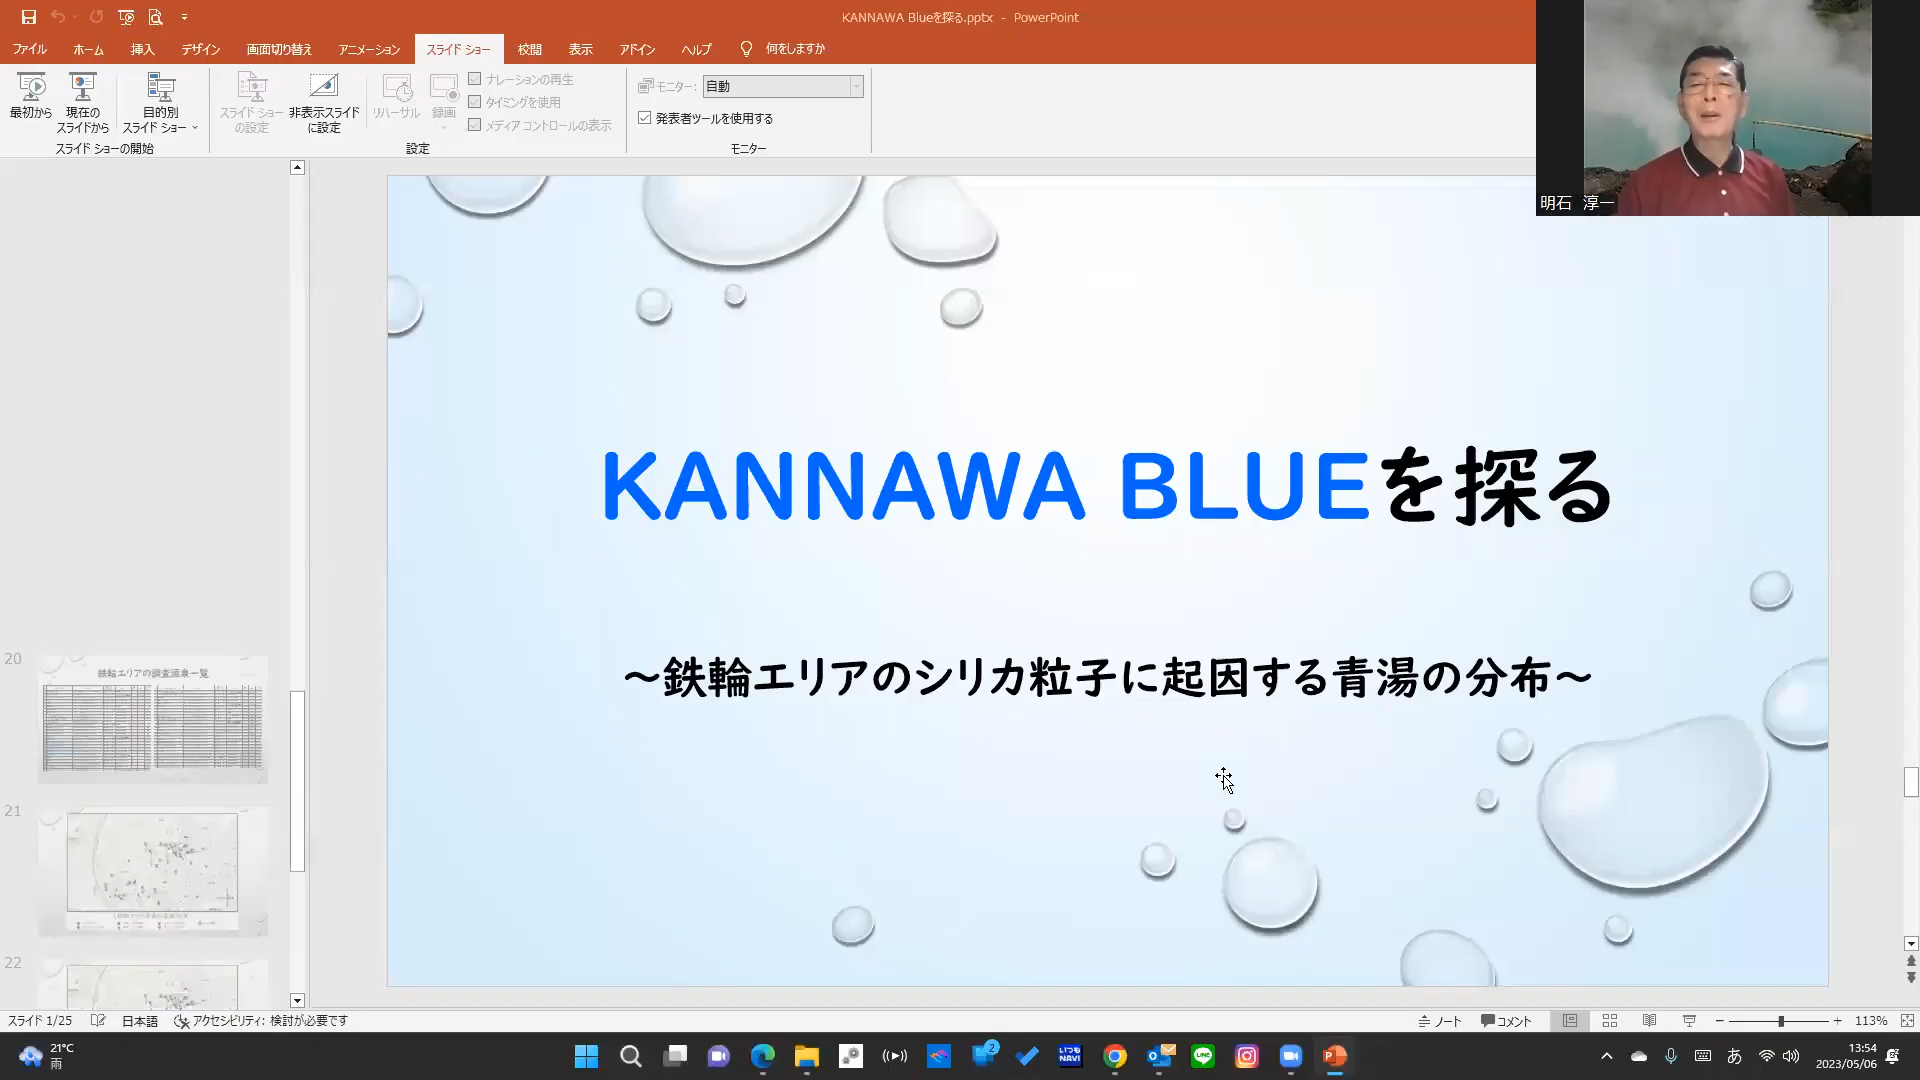 KANNAWA Blueを探る.pptx - PowerPoint
ファイル ホーム 挿入 デザイン 画面切り替え アニメーション スライド ショー 校閲 表示 アドイン ヘルプ 何をしますか
最初から
現在の
スライドから
目的別
スライド ショー
スライド ショーの開始
スライド ショー
の設定
非表示スライド
に設定
リハーサル
録画
ナレーションの再生
タイミングを使用
メディア コントロールの表示
設定
モニター: 自動
発表者ツールを使用する
モニター
明石 淳一
KANNAWA BLUEを探る
～鉄輪エリアのシリカ粒子に起因する青湯の分布～
20
鉄輪エリアの調査源泉一覧
21
22
スライド 1/25 日本語 アクセシビリティ: 検討が必要です
ノート コメント 113%
21°C
雨
2
いつも
NAVI
LINE
あ
13:54
2023/05/06